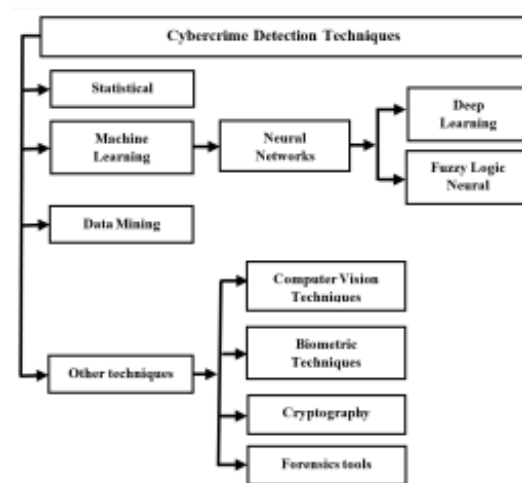 Cybercrime Detection Techniques
Statistical
Machine
Learning
Neural
Networks
Deep
Learning
Fuzzy Logic
Neural
Data Mining
Other techniques
Computer Vision
Techniques
Biometric
Techniques
Cryptography
Forensics tools